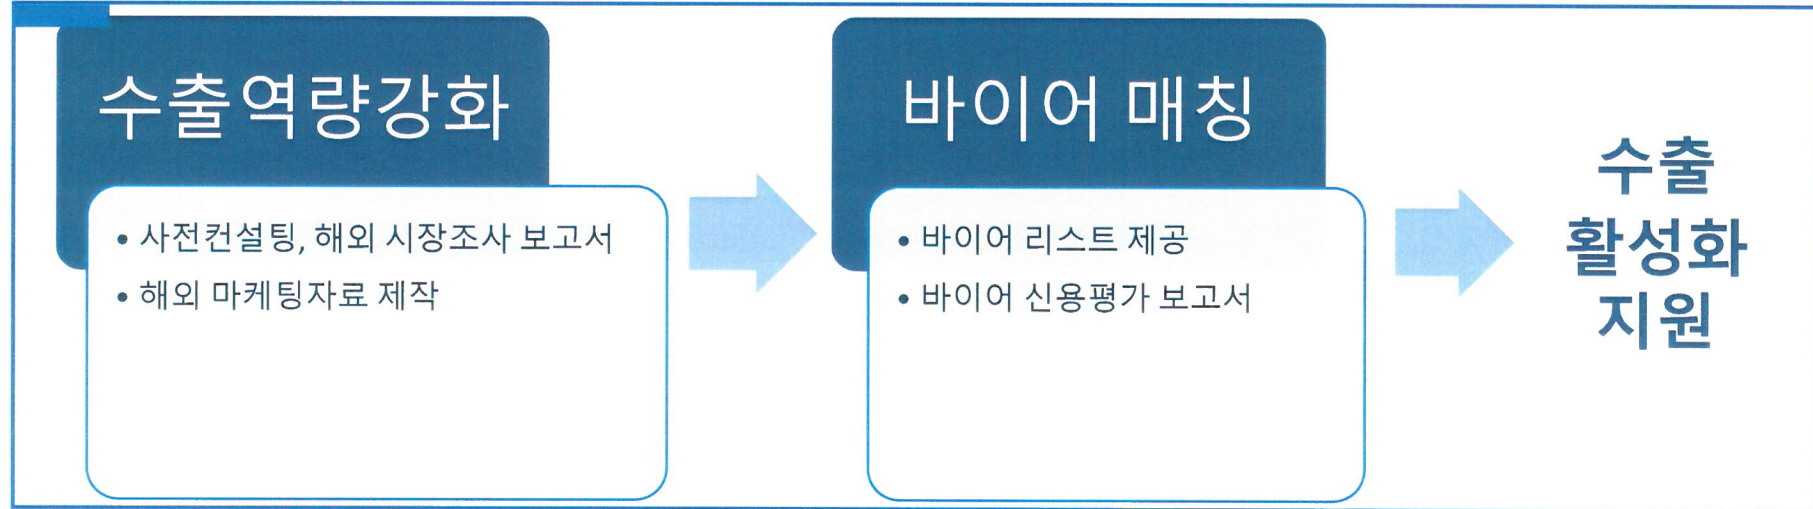 수출역량강화
• 사전컨설팅, 해외 시장조사 보고서
• 해외 마케팅자료 제작
바이어 매칭
• 바이어 리스트 제공
• 바이어 신용평가 보고서
수출
활성화
지원